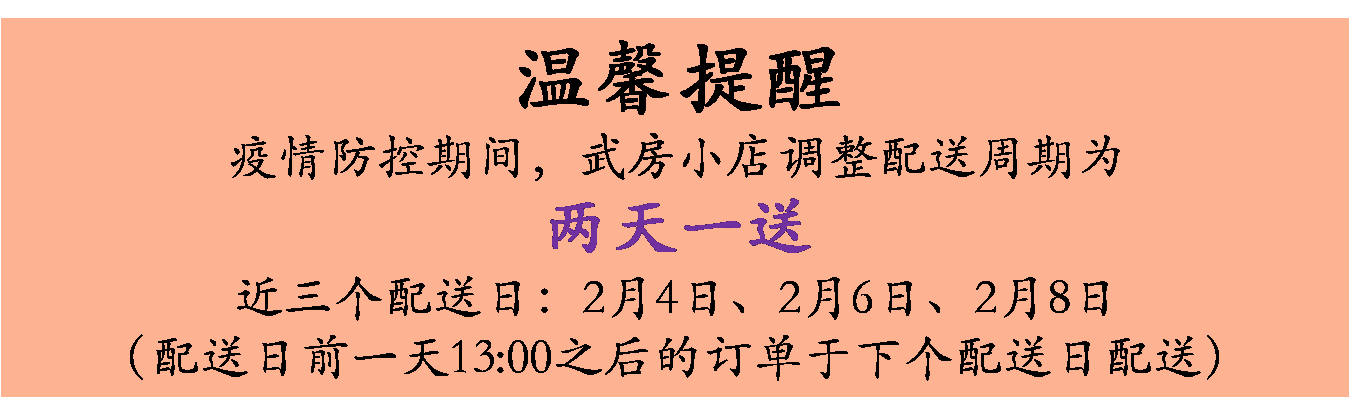 温馨提醒
疫情防控期间，武房小店调整配送周期为
两天一送
近三个配送日：2月4日、2月6日、2月8日
（配送日前一天13:00之后的订单于下个配送日配送）